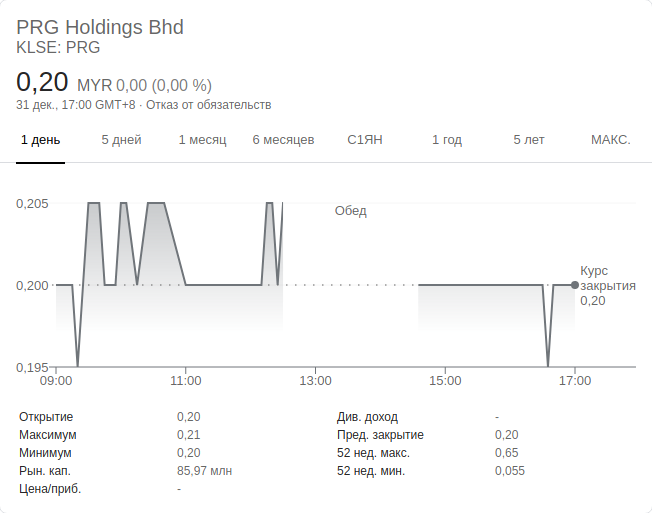 PRG Holdings Bhd
KLSE: PRG
0,20 MYR 0,00 (0,00 %)
31 дек., 17:00 GMT+8 · Отказ от обязательств
1 день 5 дней 1 месяц 6 месяцев С1ЯН 1 год 5 лет МАКС.
0,205
Обед
0,200
Курс
закрытия
0,20
0,195
09:00 11:00 13:00 15:00 17:00
Открытие 0,20 Див. доход -
Максимум 0,21 Пред. закрытие 0,20
Минимум 0,20 52 нед. макс. 0,65
Рын. кап. 85,97 млн 52 нед. мин. 0,055
Цена/приб. -